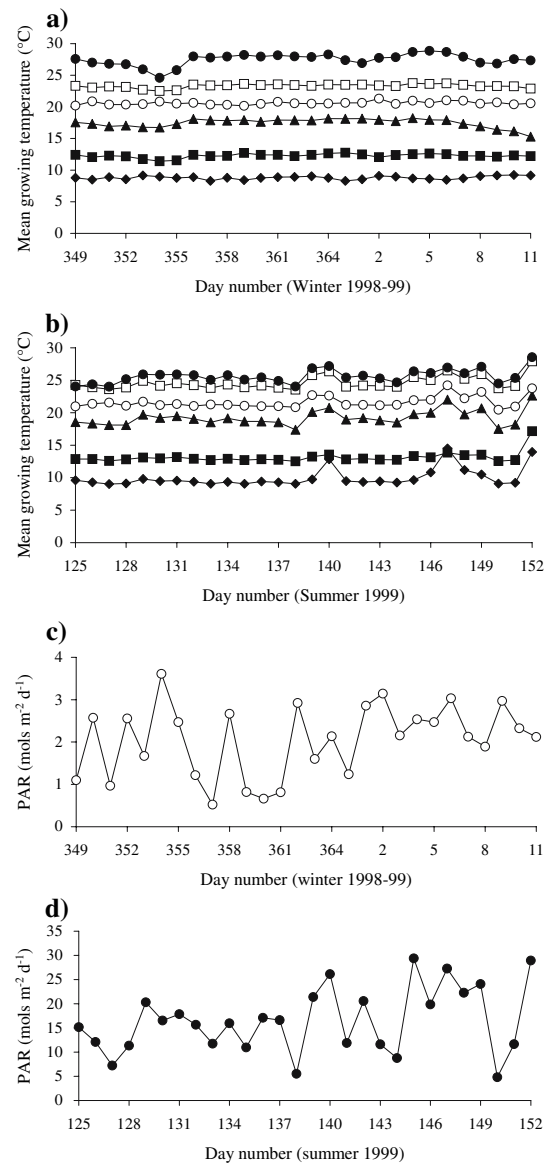 a)
Mean growing temperature (°C)
30
25
20
15
10
5
0
349 352 355 358 361 364 2 5 8 11
Day number (Winter 1998-99)
b)
Mean growing temperature (°C)
30
25
20
15
10
5
0
125 128 131 134 137 140 143 146 149 152
Day number (Summer 1999)
c)
PAR (mols m⁻² d⁻¹)
4
3
2
1
0
349 352 355 358 361 364 2 5 8 11
Day number (winter 1998-99)
d)
PAR (mols m⁻² d⁻¹)
35
30
25
20
15
10
5
0
125 128 131 134 137 140 143 146 149 152
Day number (summer 1999)